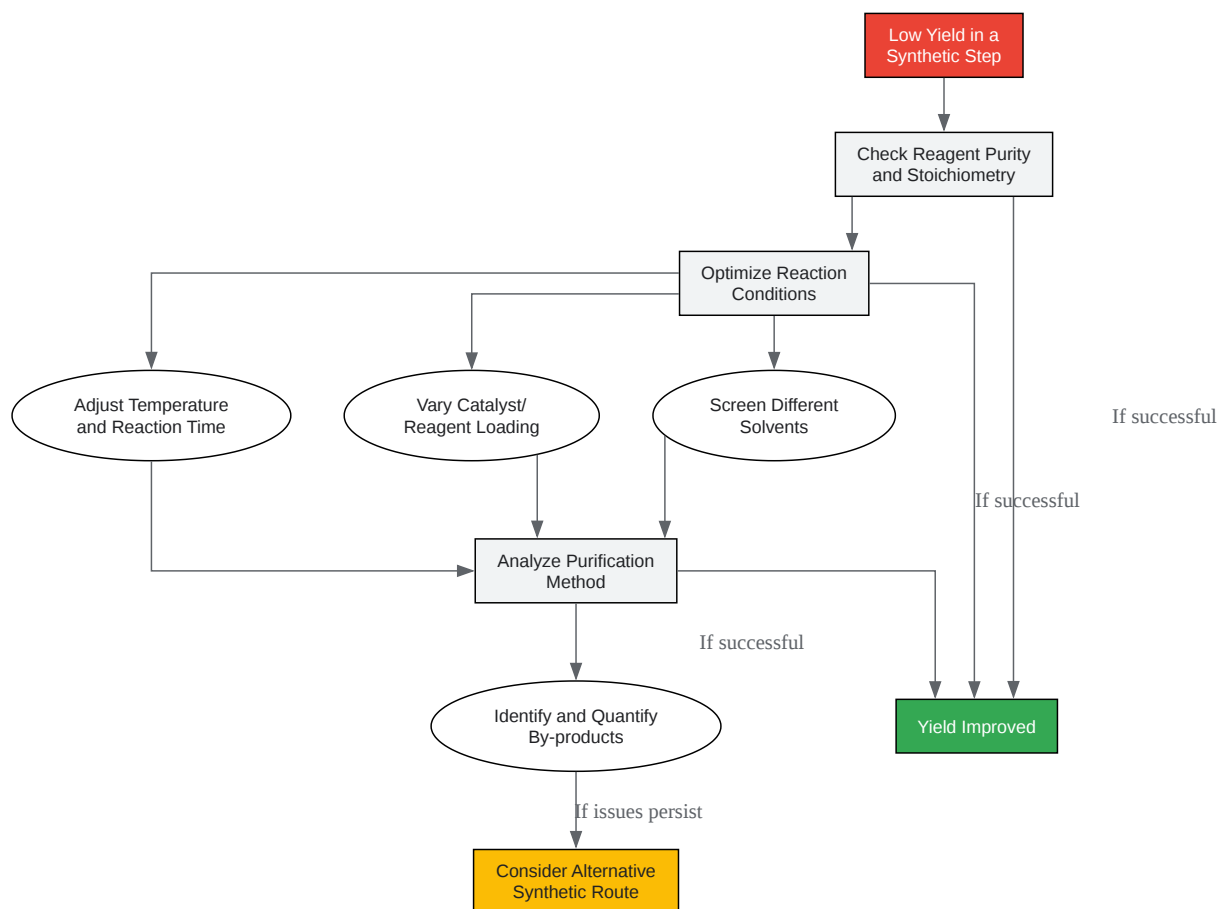 Low Yield in a
Synthetic Step
Check Reagent Purity
and Stoichiometry
Optimize Reaction
Conditions
Adjust Temperature
and Reaction Time
Vary Catalyst/
Reagent Loading
Screen Different
Solvents
If successful
If successful
Analyze Purification
Method
If successful
Identify and Quantify
By-products
Yield Improved
If issues persist
Consider Alternative
Synthetic Route